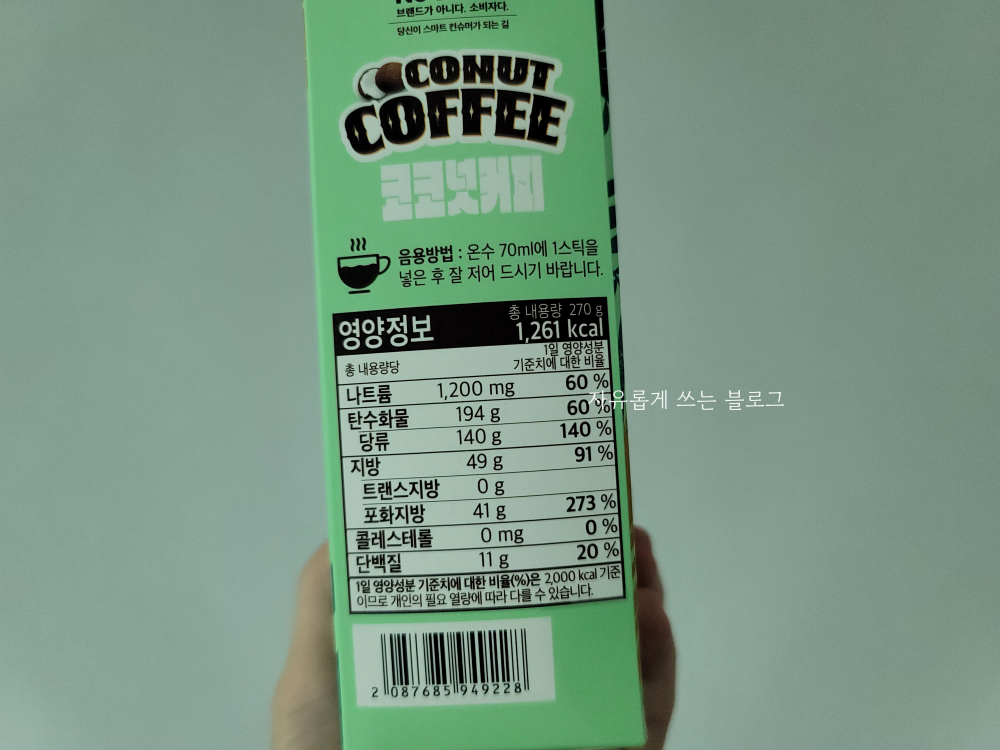 브랜드가 아니다. 소비자다.
당신이 스마트 컨슈머가 되는 길
COCONUT
COFFEE
코코넛커피
음용방법 : 온수 70ml에 1스틱을
넣은 후 잘 저어 드시기 바랍니다.
영양정보
총 내용량 270 g
1,261 kcal
총 내용량당
1일 영양성분
기준치에 대한 비율
나트륨 1,200 mg 60 %
탄수화물 194 g 60 %
당류 140 g 140 %
지방 49 g 91 %
트랜스지방 0 g
포화지방 41 g 273 %
콜레스테롤 0 mg 0 %
단백질 11 g 20 %
1일 영양성분 기준치에 대한 비율(%)은 2,000 kcal 기준
이므로 개인의 필요 열량에 따라 다를 수 있습니다.
자유롭게 쓰는 블로그
2 087685 949228